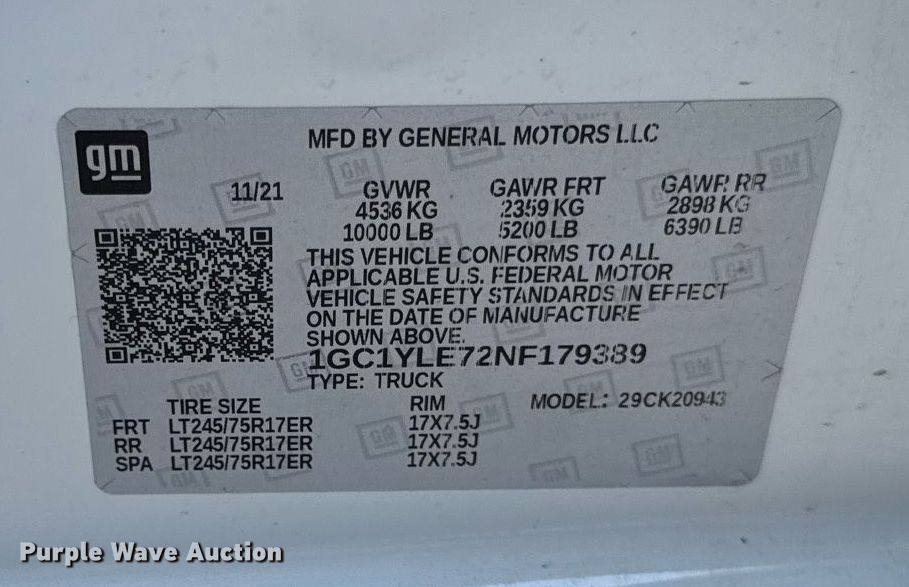 gm
MFD BY GENERAL MOTORS LLC
11/21
GVWR GAWR FRT GAWR RR
4536 KG 2359 KG 2898 KG
10000 LB 5200 LB 6390 LB
THIS VEHICLE CONFORMS TO ALL
APPLICABLE U.S. FEDERAL MOTOR
VEHICLE SAFETY STANDARDS IN EFFECT
ON THE DATE OF MANUFACTURE
SHOWN ABOVE.
1GC1YLE72NF179389
TYPE: TRUCK
TIRE SIZE RIM MODEL: 29CK20943
FRT LT245/75R17ER 17X7.5J
RR LT245/75R17ER 17X7.5J
SPA LT245/75R17ER 17X7.5J
Purple Wave Auction